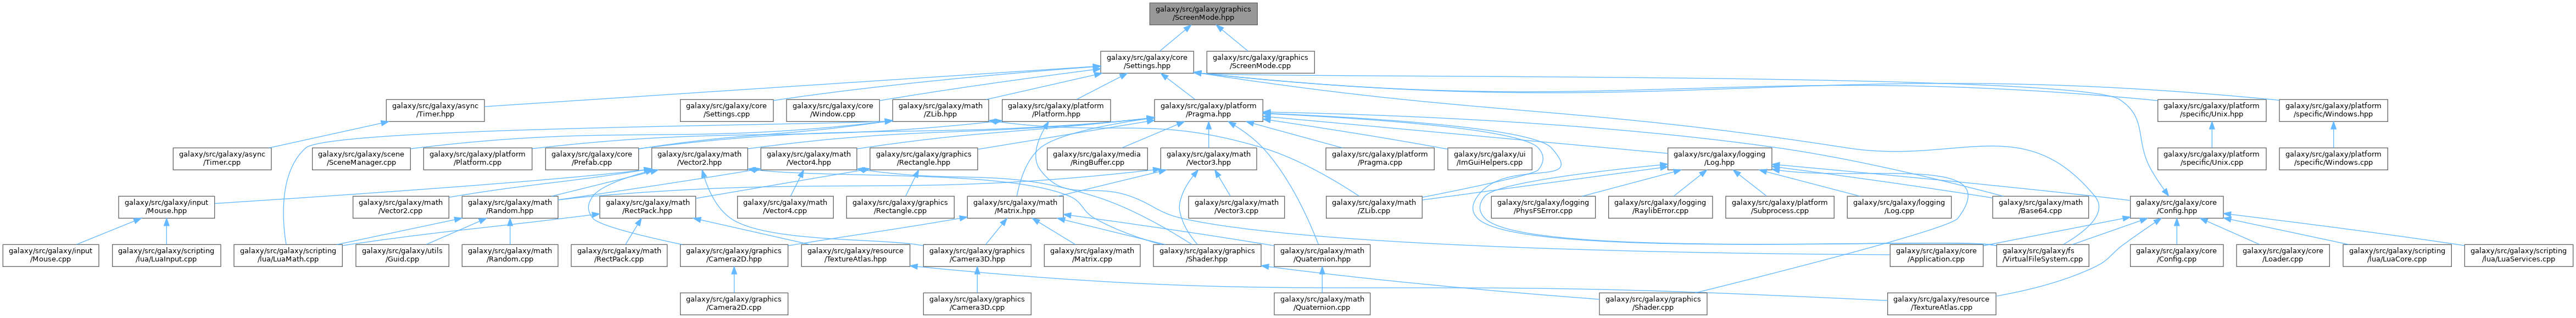 galaxy/src/galaxy/graphics
/ScreenMode.hpp
galaxy/src/galaxy/core
/Settings.hpp
galaxy/src/galaxy/graphics
/ScreenMode.cpp
galaxy/src/galaxy/async
/Timer.hpp
galaxy/src/galaxy/core
/Settings.cpp
galaxy/src/galaxy/core
/Window.cpp
galaxy/src/galaxy/math
/ZLib.hpp
galaxy/src/galaxy/platform
/Platform.hpp
galaxy/src/galaxy/platform
/Pragma.hpp
galaxy/src/galaxy/platform
/specific/Unix.hpp
galaxy/src/galaxy/platform
/specific/Windows.hpp
galaxy/src/galaxy/async
/Timer.cpp
galaxy/src/galaxy/scene
/SceneManager.cpp
galaxy/src/galaxy/platform
/Platform.cpp
galaxy/src/galaxy/core
/Prefab.cpp
galaxy/src/galaxy/math
/Vector2.hpp
galaxy/src/galaxy/math
/Vector4.hpp
galaxy/src/galaxy/graphics
/Rectangle.hpp
galaxy/src/galaxy/media
/RingBuffer.cpp
galaxy/src/galaxy/math
/Vector3.hpp
galaxy/src/galaxy/platform
/Pragma.cpp
galaxy/src/galaxy/ui
/ImGuiHelpers.cpp
galaxy/src/galaxy/logging
/Log.hpp
galaxy/src/galaxy/platform
/specific/Unix.cpp
galaxy/src/galaxy/platform
/specific/Windows.cpp
galaxy/src/galaxy/input
/Mouse.hpp
galaxy/src/galaxy/math
/Vector2.cpp
galaxy/src/galaxy/math
/Random.hpp
galaxy/src/galaxy/math
/RectPack.hpp
galaxy/src/galaxy/math
/Vector4.cpp
galaxy/src/galaxy/graphics
/Rectangle.cpp
galaxy/src/galaxy/math
/Matrix.hpp
galaxy/src/galaxy/math
/Vector3.cpp
galaxy/src/galaxy/math
/ZLib.cpp
galaxy/src/galaxy/logging
/PhysFSError.cpp
galaxy/src/galaxy/logging
/RaylibError.cpp
galaxy/src/galaxy/platform
/Subprocess.cpp
galaxy/src/galaxy/logging
/Log.cpp
galaxy/src/galaxy/math
/Base64.cpp
galaxy/src/galaxy/core
/Config.hpp
galaxy/src/galaxy/input
/Mouse.cpp
galaxy/src/galaxy/scripting
/lua/LuaInput.cpp
galaxy/src/galaxy/scripting
/lua/LuaMath.cpp
galaxy/src/galaxy/utils
/Guid.cpp
galaxy/src/galaxy/math
/Random.cpp
galaxy/src/galaxy/math
/RectPack.cpp
galaxy/src/galaxy/graphics
/Camera2D.hpp
galaxy/src/galaxy/resource
/TextureAtlas.hpp
galaxy/src/galaxy/graphics
/Camera3D.hpp
galaxy/src/galaxy/math
/Matrix.cpp
galaxy/src/galaxy/graphics
/Shader.hpp
galaxy/src/galaxy/math
/Quaternion.hpp
galaxy/src/galaxy/core
/Application.cpp
galaxy/src/galaxy/fs
/VirtualFileSystem.cpp
galaxy/src/galaxy/core
/Config.cpp
galaxy/src/galaxy/core
/Loader.cpp
galaxy/src/galaxy/scripting
/lua/LuaCore.cpp
galaxy/src/galaxy/scripting
/lua/LuaServices.cpp
galaxy/src/galaxy/graphics
/Camera2D.cpp
galaxy/src/galaxy/graphics
/Camera3D.cpp
galaxy/src/galaxy/math
/Quaternion.cpp
galaxy/src/galaxy/graphics
/Shader.cpp
galaxy/src/galaxy/resource
/TextureAtlas.cpp